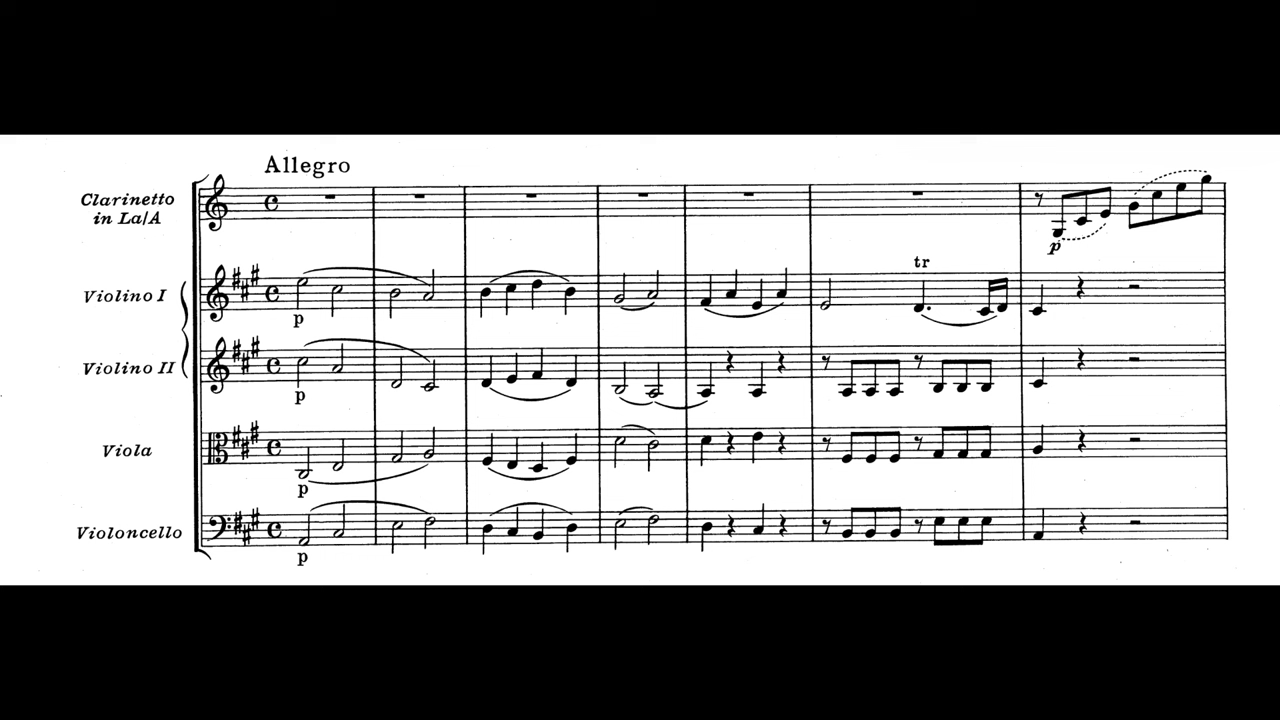 Allegro
Clarinetto
in La/A
p
tr
Violino I
p
Violino II
p
Viola
p
Violoncello
p